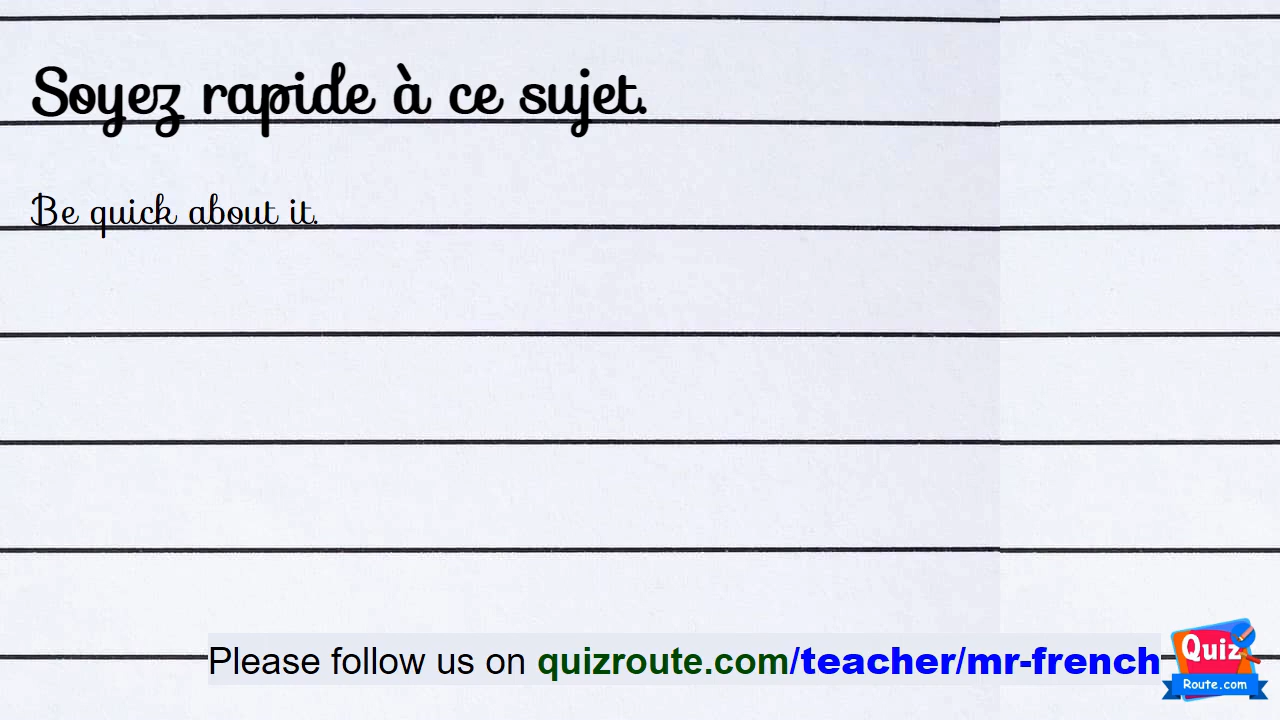 Soyez rapide à ce sujet.
Be quick about it.
Please follow us on quizroute.com/teacher/mr-french
Quiz
Route.com